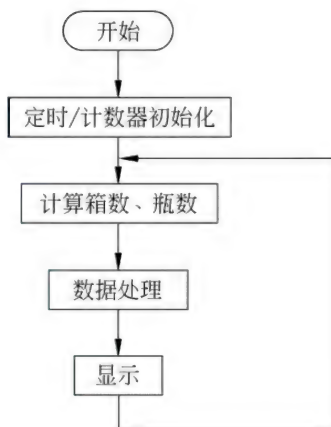 开始
定时/计数器初始化
计算箱数、瓶数
数据处理
显示